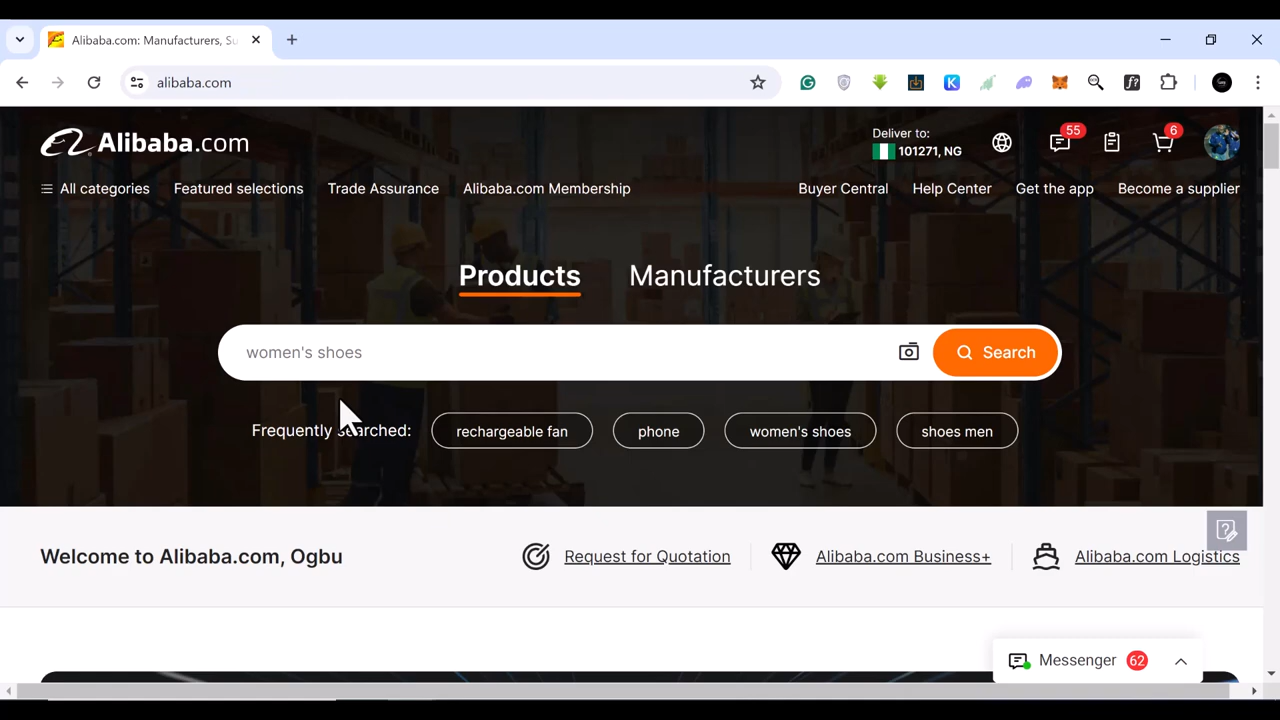 Alibaba.com: Manufacturers, Su
alibaba.com
Alibaba.com
Deliver to:
101271, NG
55
6
All categories
Featured selections
Trade Assurance
Alibaba.com Membership
Buyer Central
Help Center
Get the app
Become a supplier
Products
Manufacturers
women's shoes
Search
Frequently searched:
rechargeable fan
phone
women's shoes
shoes men
Welcome to Alibaba.com, Ogbu
Request for Quotation
Alibaba.com Business+
Alibaba.com Logistics
Messenger 62